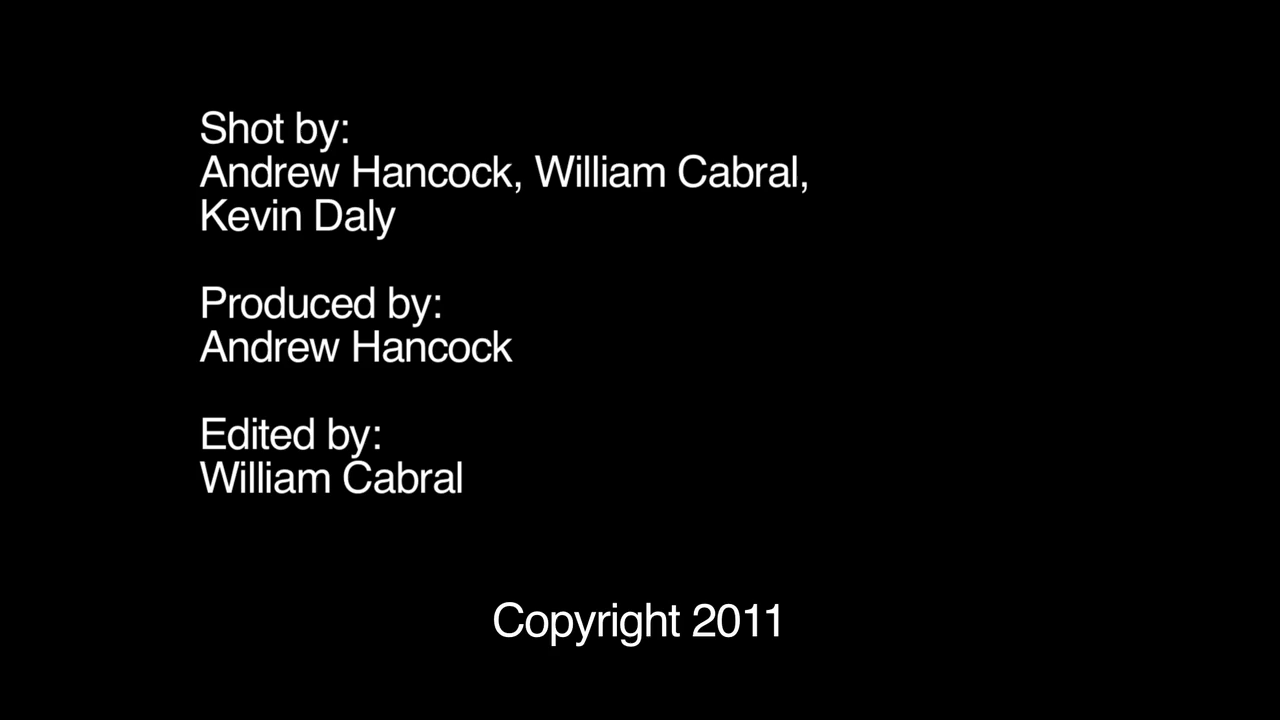 Shot by:
Andrew Hancock, William Cabral,
Kevin Daly
Produced by:
Andrew Hancock
Edited by:
William Cabral
Copyright 2011